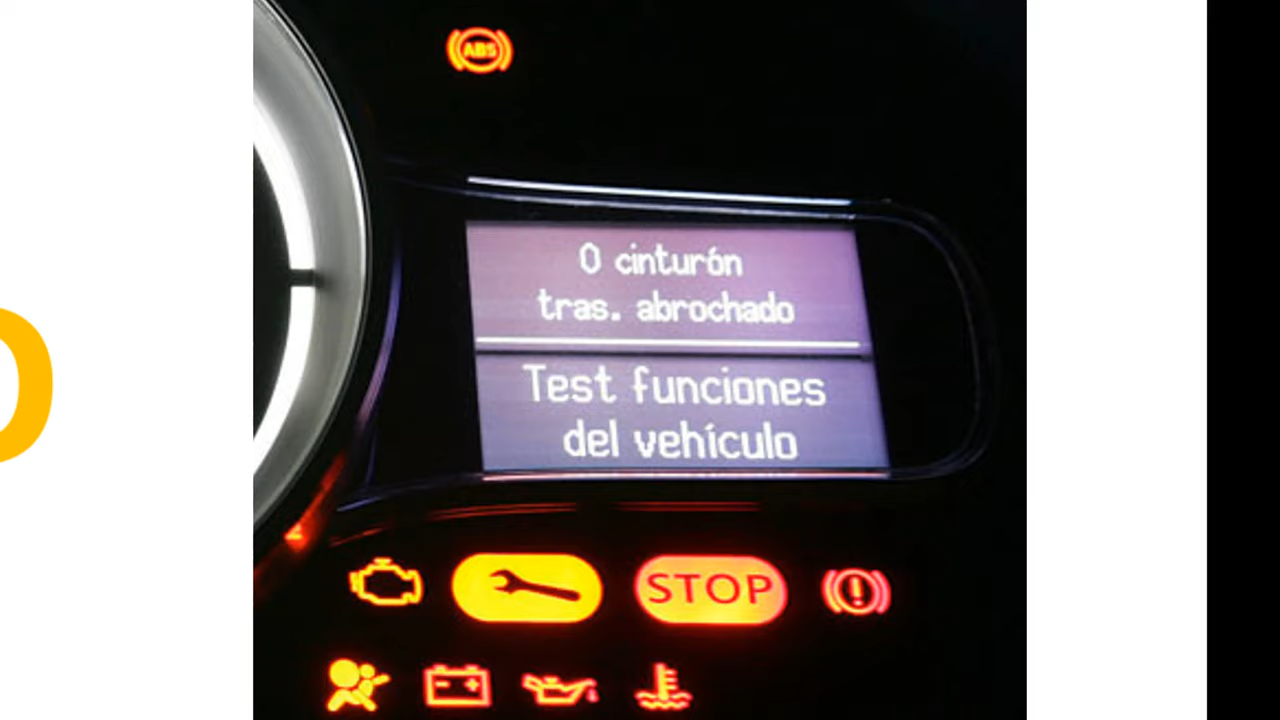 ABS
0 cinturón
tras. abrochado
Test funciones
del vehículo
STOP